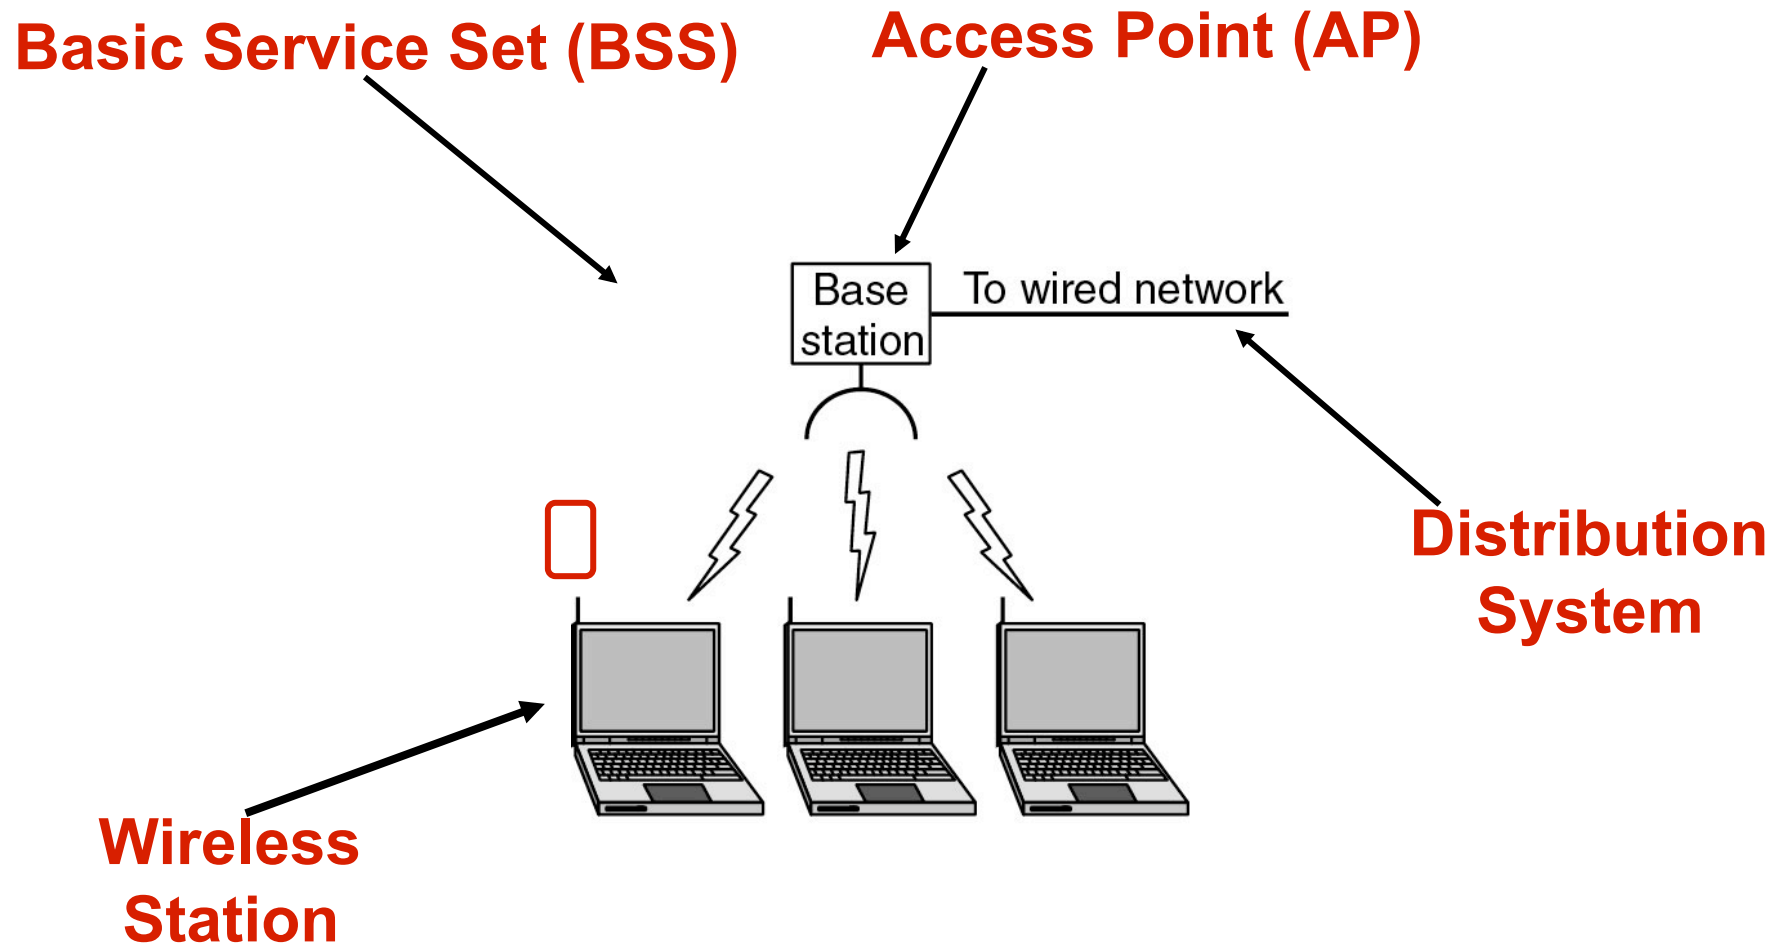 Basic Service Set (BSS)
Access Point (AP)
Base
station
To wired network
Distribution
System
Wireless
Station